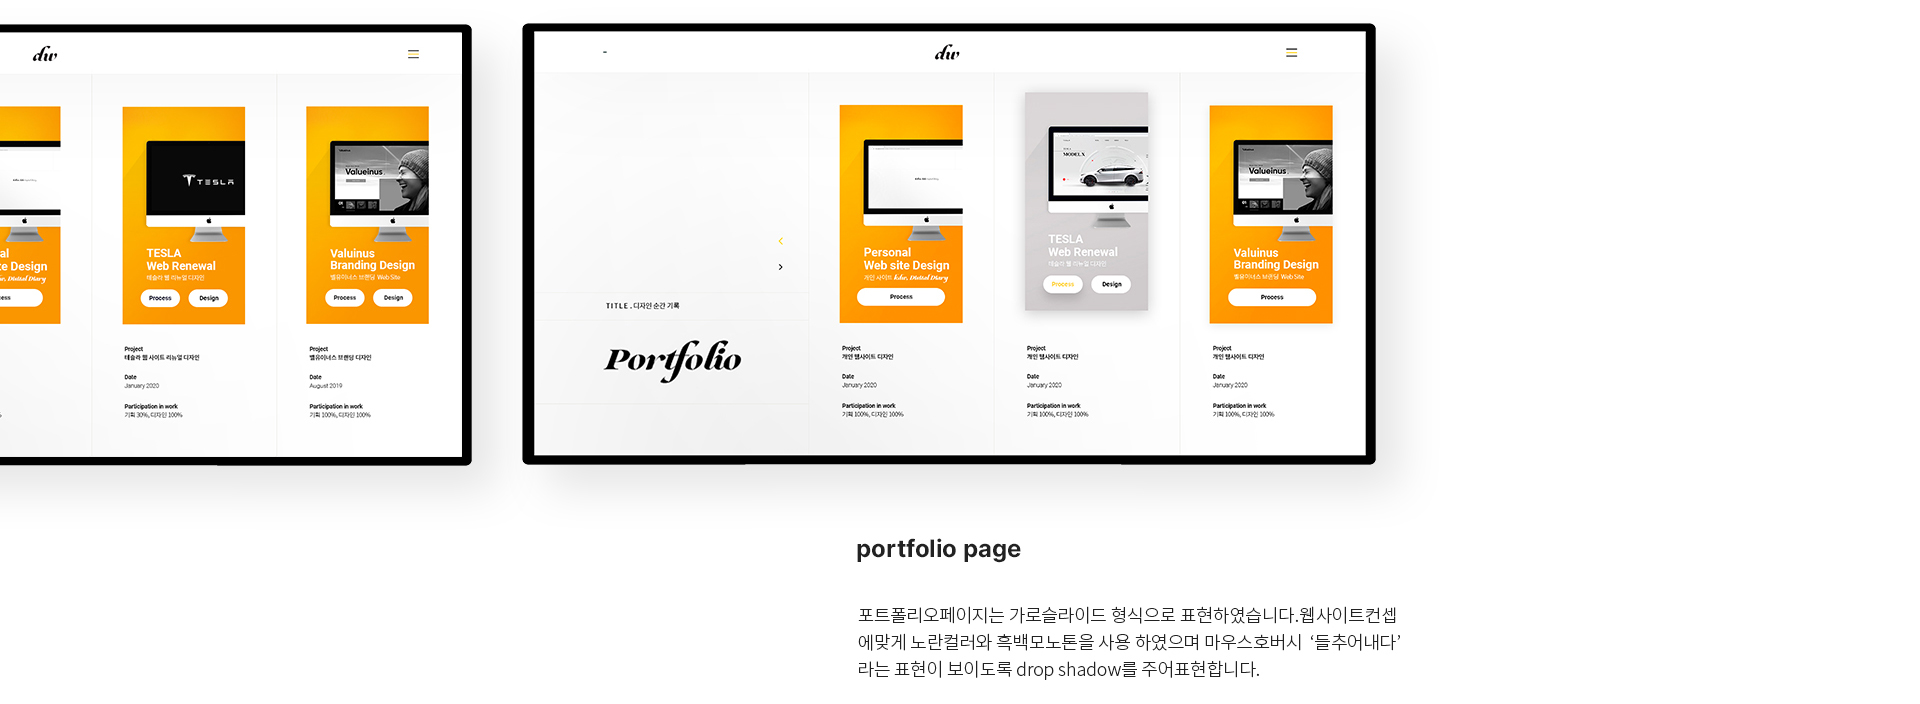 dw
TESLA
TESLA
Web Renewal
테슬라 웹 리뉴얼 디자인
Process
Design
Project
테슬라 웹 사이트 리뉴얼 디자인
Date
January 2020
Participation in work
기획 30%, 디자인 100%
Valueinus
Valuinus
Branding Design
벨유이너스 브랜딩 Web Site
Process
Design
Project
벨유이너스 브랜딩 디자인
Date
August 2019
Participation in work
기획 100%, 디자인 100%
dw
TITLE . 디자인 순간 기록
Portfolio
Personal
Web site Design
개인 사이트 kdw, Digital Diary
Process
Project
개인 웹사이트 디자인
Date
January 2020
Participation in work
기획 100%, 디자인 100%
MODEL X
TESLA
Web Renewal
테슬라 웹 리뉴얼 디자인
Process
Design
Project
개인 웹사이트 디자인
Date
January 2020
Participation in work
기획 100%, 디자인 100%
Valueinus
Valuinus
Branding Design
벨유이너스 브랜딩 Web Site
Process
Project
개인 웹사이트 디자인
Date
January 2020
Participation in work
기획 100%, 디자인 100%
portfolio page
포트폴리오페이지는 가로슬라이드 형식으로 표현하였습니다.웹사이트컨셉
에맞게 노란컬러와 흑백모노톤을 사용 하였으며 마우스호버시 ‘들추어내다’
라는 표현이 보이도록 drop shadow를 주어표현합니다.